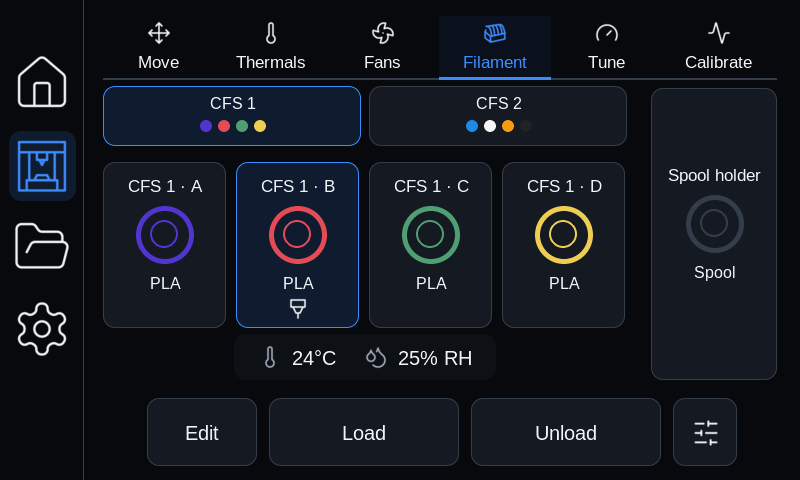 Move
Thermals
Fans
Filament
Tune
Calibrate
CFS 1
CFS 2
CFS 1 · A
PLA
CFS 1 · B
PLA
CFS 1 · C
PLA
CFS 1 · D
PLA
Spool holder
Spool
24°C
25% RH
Edit
Load
Unload